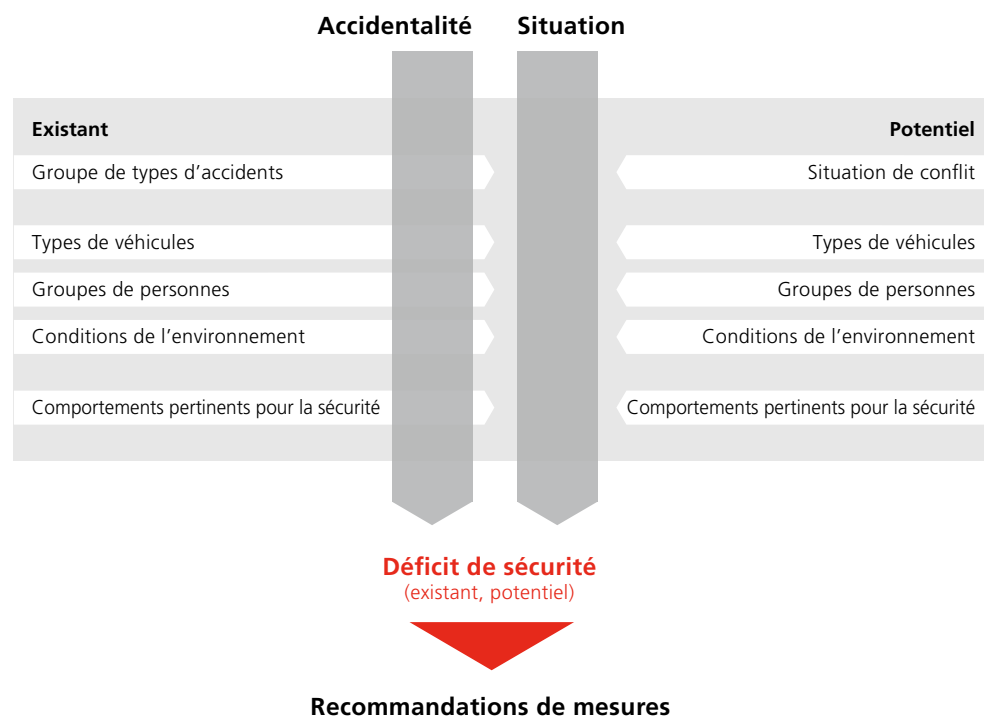 Accidentalité Situation
Existant Potentiel
Groupe de types d’accidents Situation de conflit
Types de véhicules Types de véhicules
Groupes de personnes Groupes de personnes
Conditions de l’environnement Conditions de l’environnement
Comportements pertinents pour la sécurité Comportements pertinents pour la sécurité
Déficit de sécurité
(existant, potentiel)
Recommandations de mesures